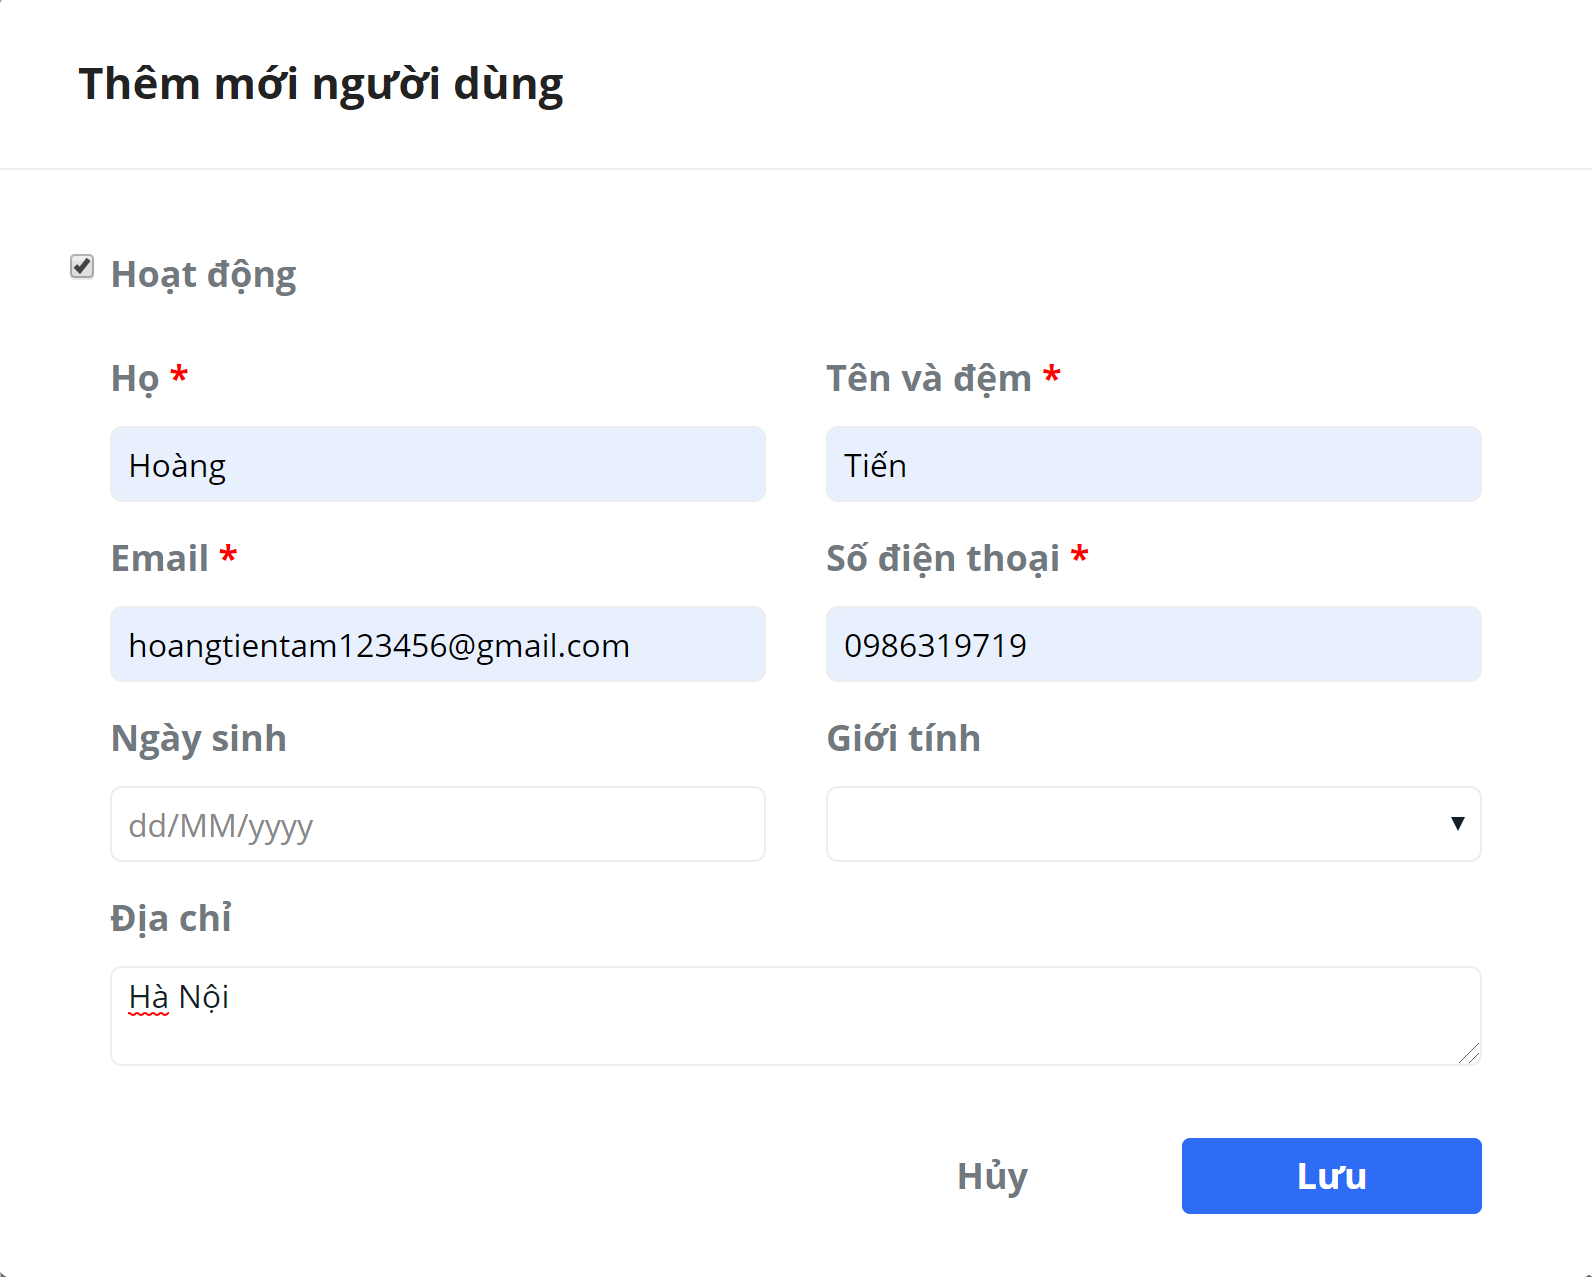 Thêm mới người dùng
Hoạt động
Họ *
Tên và đệm *
Hoàng
Tiến
Email *
Số điện thoại *
hoangtientam123456@gmail.com
0986319719
Ngày sinh
Giới tính
dd/MM/yyyy
Địa chỉ
Hà Nội
Hủy
Lưu